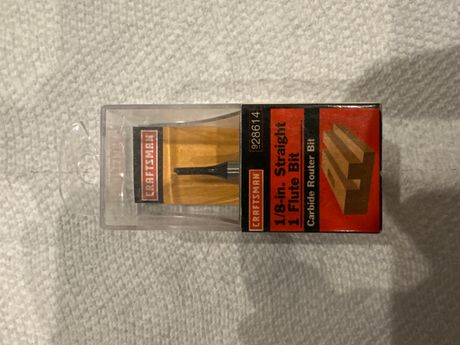 CRAFTSMAN
928614
CRAFTSMAN
1/8-in. Straight
1 Flute Bit
Carbide Router Bit